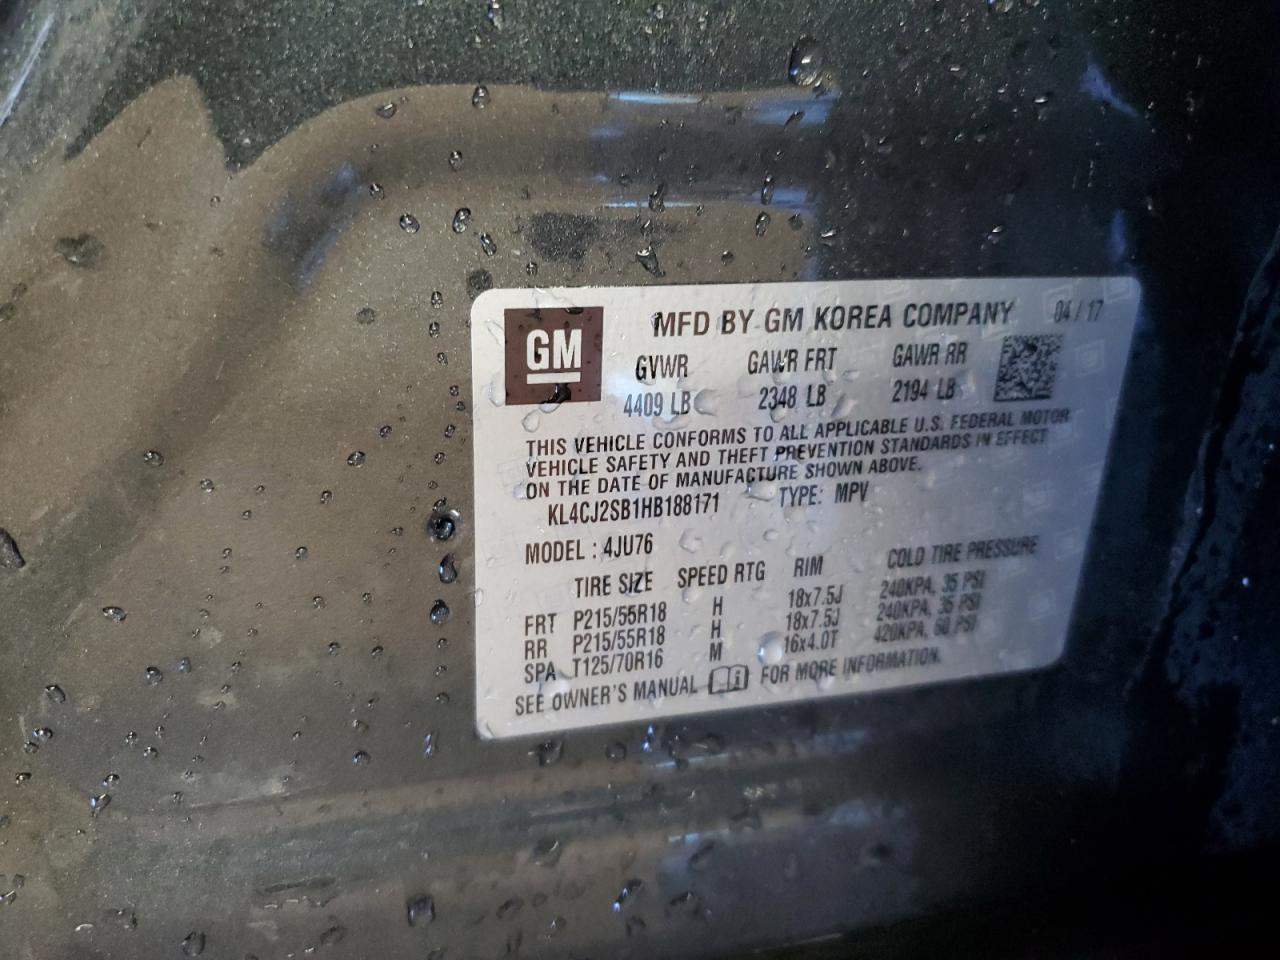 GM
MFD BY GM KOREA COMPANY 04 / 17
GVWR GAWR FRT GAWR RR
4409 LB 2348 LB 2194 LB
THIS VEHICLE CONFORMS TO ALL APPLICABLE U.S. FEDERAL MOTOR
VEHICLE SAFETY AND THEFT PREVENTION STANDARDS IN EFFECT
ON THE DATE OF MANUFACTURE SHOWN ABOVE.
KL4CJ2SB1HB188171 TYPE: MPV
MODEL : 4JU76
TIRE SIZE SPEED RTG RIM COLD TIRE PRESSURE
FRT P215/55R18 H 18x7.5J 240KPA, 35 PSI
RR P215/55R18 H 18x7.5J 240KPA, 35 PSI
SPA T125/70R16 M 16x4.0T 420KPA, 60 PSI
SEE OWNER'S MANUAL FOR MORE INFORMATION.